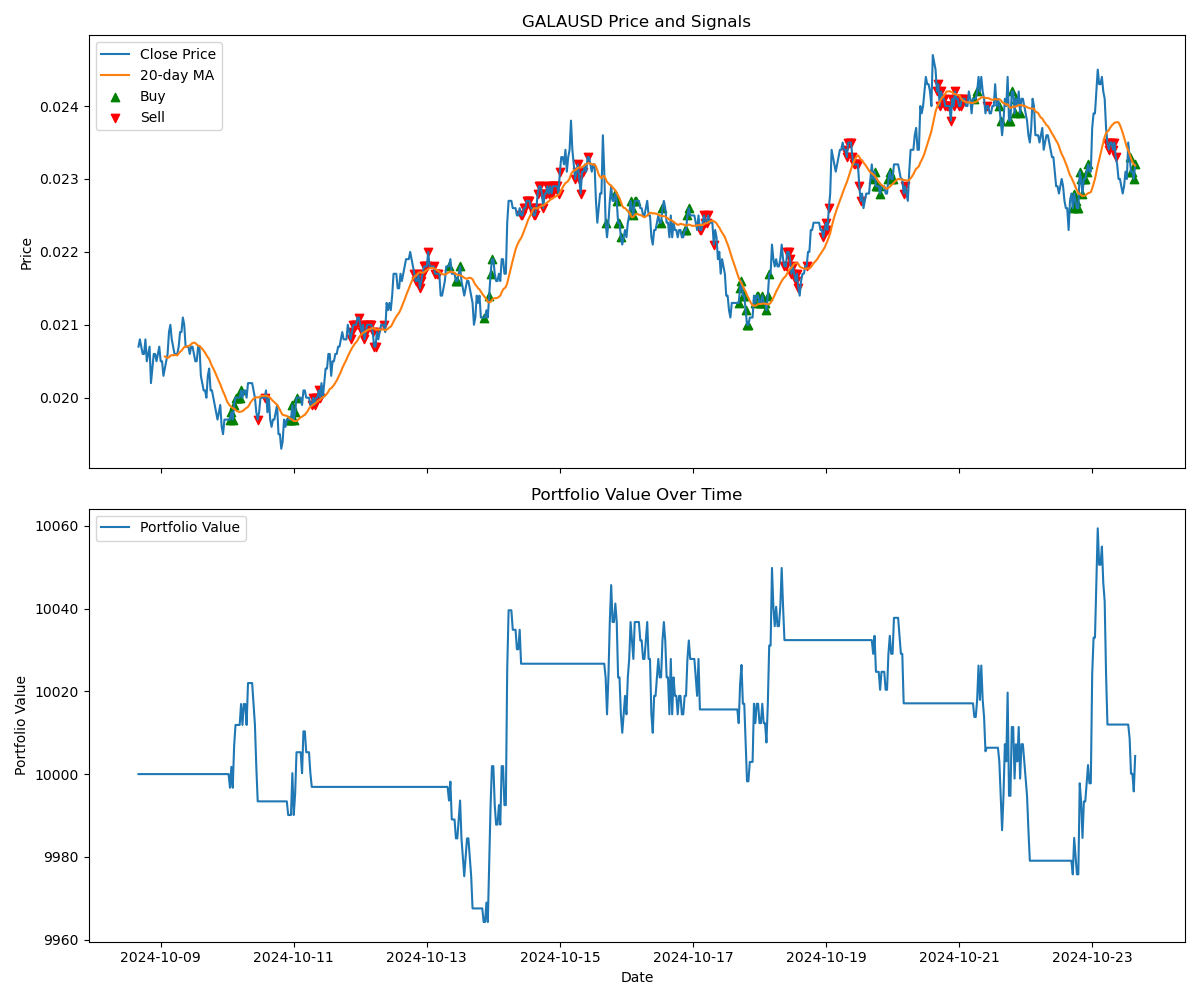 GALAUSD Price and Signals
Close Price
20-day MA
Buy
Sell
0.024
0.023
0.022
0.021
0.020
Price
Portfolio Value Over Time
Portfolio Value
10060
10040
10020
10000
9980
9960
Portfolio Value
2024-10-09
2024-10-11
2024-10-13
2024-10-15
2024-10-17
2024-10-19
2024-10-21
2024-10-23
Date